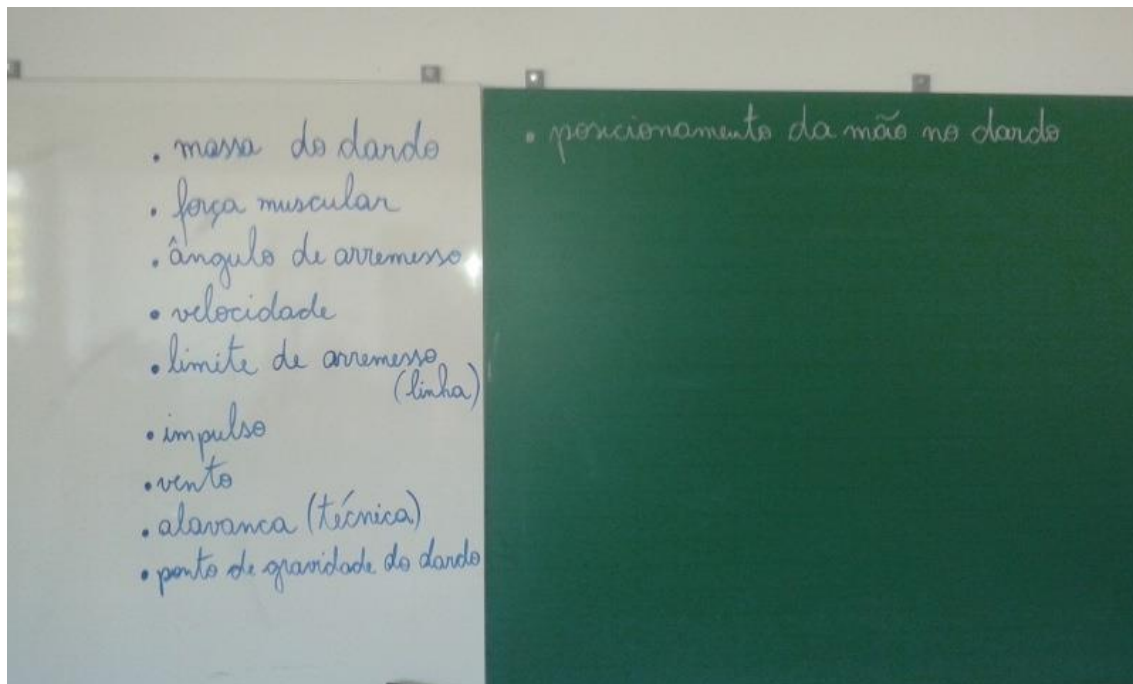 . massa do dardo
. força muscular
. ângulo de arremesso
• velocidade
• limite de arremesso
(linha)
• impulso
• vento
. alavanca (técnica)
• ponto de gravidade do dardo
• posicionamento da mão no dardo